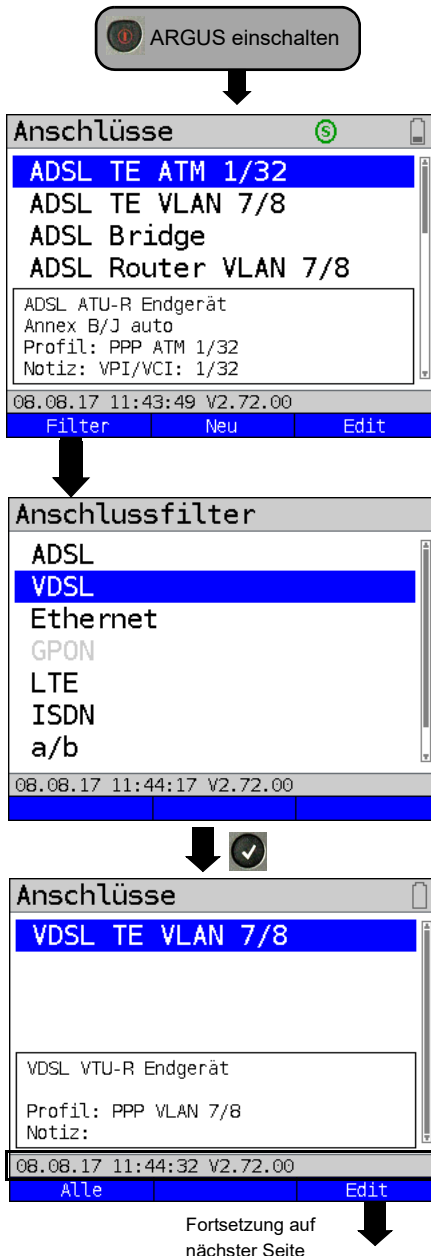 ARGUS einschalten
Anschlüsse
S
ADSL TE ATM 1/32
ADSL TE VLAN 7/8
ADSL Bridge
ADSL Router VLAN 7/8
ADSL ATU-R Endgerät
Annex B/J auto
Profil: PPP ATM 1/32
Notiz: VPI/VCI: 1/32
08.08.17 11:43:49 V2.72.00
Filter Neu Edit
Anschlussfilter
ADSL
VDSL
Ethernet
GPON
LTE
ISDN
a/b
08.08.17 11:44:17 V2.72.00
Anschlüsse
VDSL TE VLAN 7/8
VDSL VTU-R Endgerät
Profil: PPP VLAN 7/8
Notiz:
08.08.17 11:44:32 V2.72.00
Alle Edit
Fortsetzung auf
nächster Seite